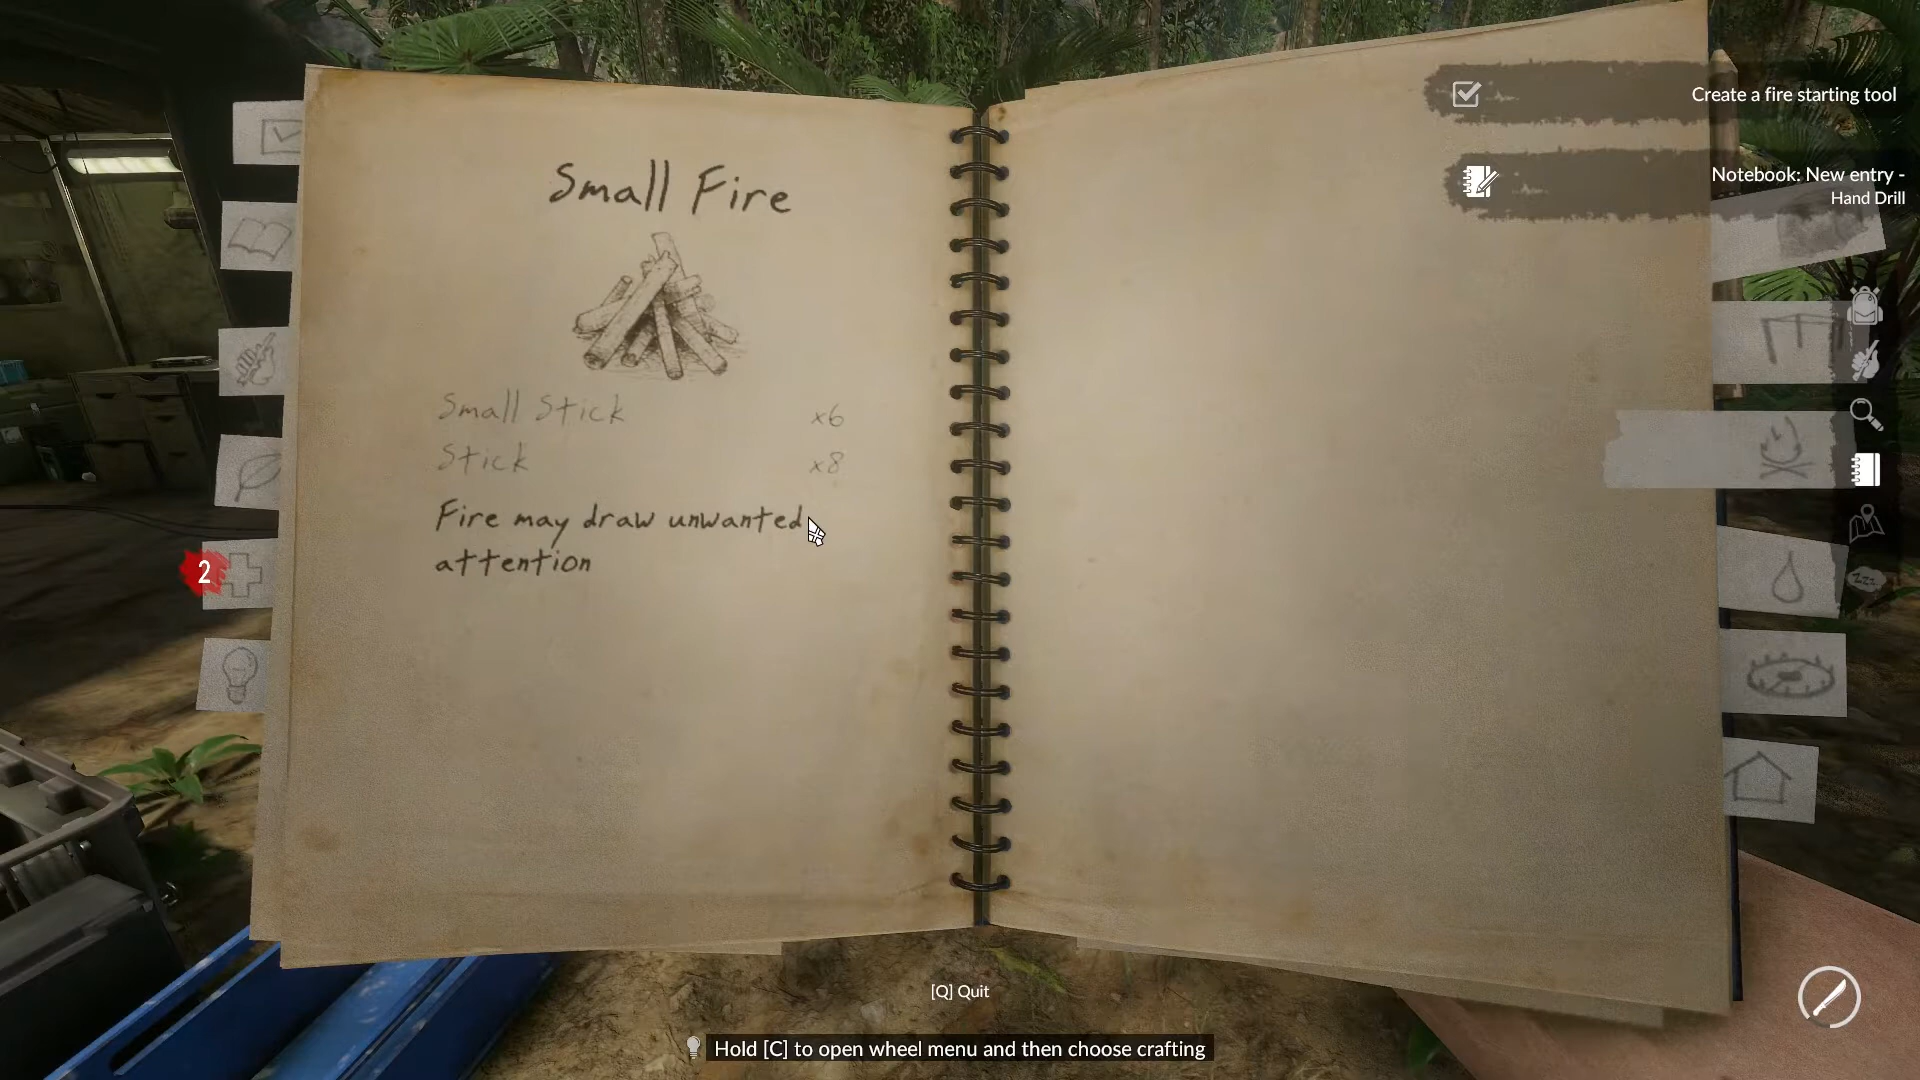 Small Fire
Small Stick x6
Stick x8
Fire may draw unwanted
attention
Create a fire starting tool
Notebook: New entry -
Hand Drill
2
zzz
[Q] Quit
Hold [C] to open wheel menu and then choose crafting